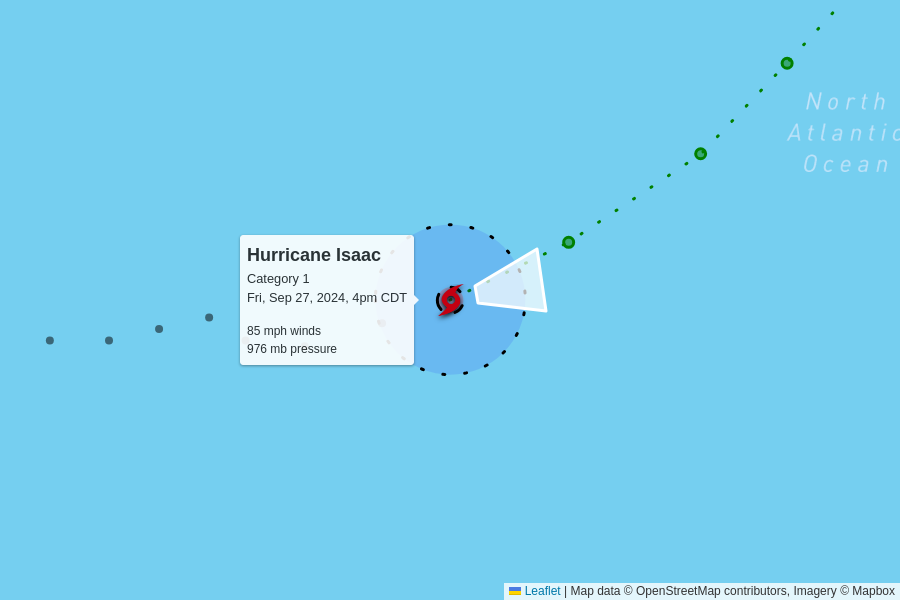 North
Atlantic
Ocean
Hurricane Isaac
Category 1
Fri, Sep 27, 2024, 4pm CDT
85 mph winds
976 mb pressure
Leaflet | Map data © OpenStreetMap contributors, Imagery © Mapbox